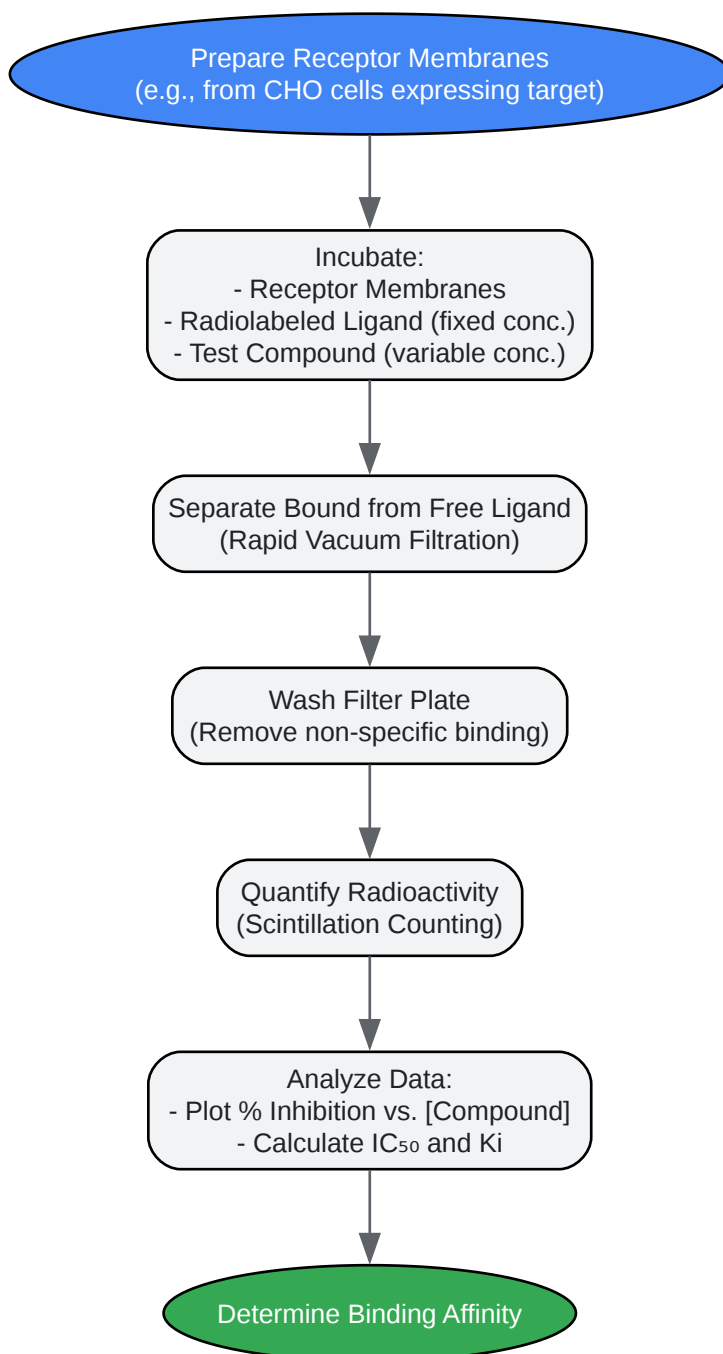 Prepare Receptor Membranes
(e.g., from CHO cells expressing target)
Incubate:
- Receptor Membranes
- Radiolabeled Ligand (fixed conc.)
- Test Compound (variable conc.)
Separate Bound from Free Ligand
(Rapid Vacuum Filtration)
Wash Filter Plate
(Remove non-specific binding)
Quantify Radioactivity
(Scintillation Counting)
Analyze Data:
- Plot % Inhibition vs. [Compound]
- Calculate IC₅₀ and Ki
Determine Binding Affinity